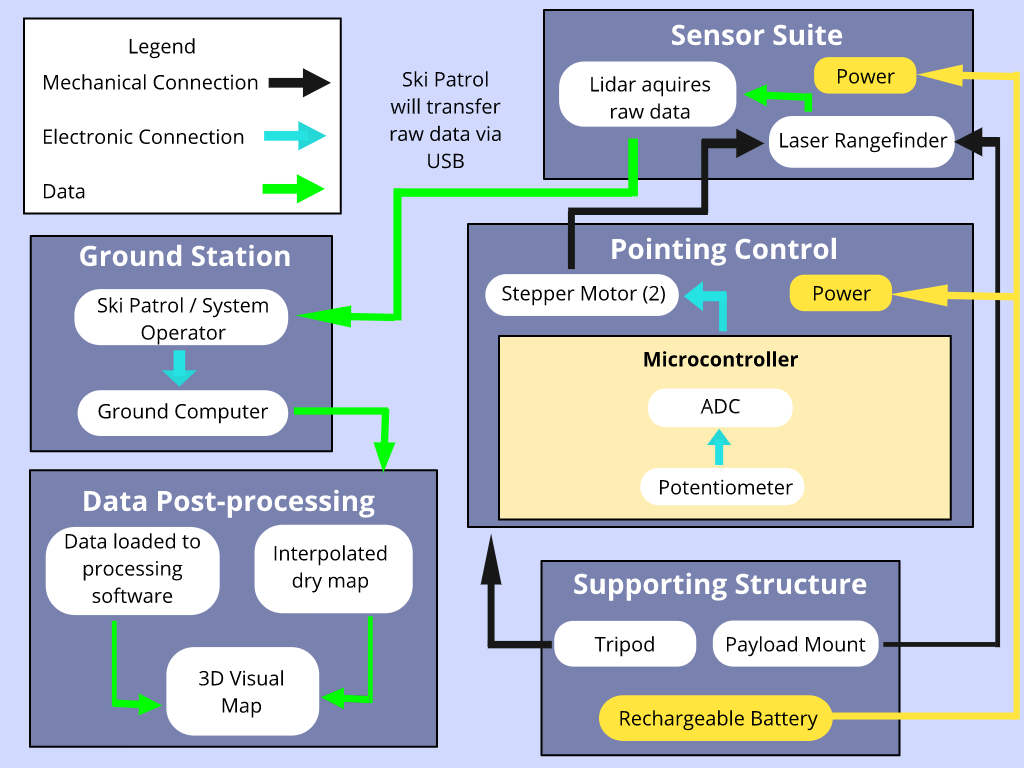 Legend
Mechanical Connection
Electronic Connection
Data
Ski Patrol
will transfer
raw data via
USB
Sensor Suite
Lidar aquires
raw data
Power
Laser Rangefinder
Ground Station
Ski Patrol / System
Operator
Ground Computer
Pointing Control
Stepper Motor (2)
Power
Microcontroller
ADC
Potentiometer
Data Post-processing
Data loaded to
processing
software
Interpolated
dry map
3D Visual
Map
Supporting Structure
Tripod
Payload Mount
Rechargeable Battery